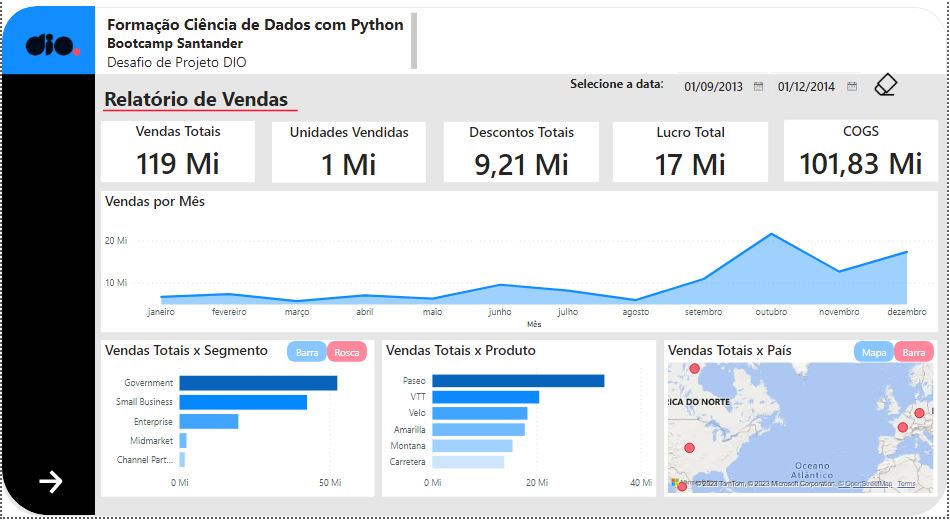 dio.
Formação Ciência de Dados com Python
Bootcamp Santander
Desafio de Projeto DIO
Relatório de Vendas
Selecione a data:
01/09/2013
01/12/2014
Vendas Totais
119 Mi
Unidades Vendidas
1 Mi
Descontos Totais
9,21 Mi
Lucro Total
17 Mi
COGS
101,83 Mi
Vendas por Mês
20 Mi
10 Mi
janeiro fevereiro março abril maio junho julho agosto setembro outubro novembro dezembro
Mês
Vendas Totais x Segmento
Barra Rosca
Government
Small Business
Enterprise
Midmarket
Channel Part...
0 Mi 50 Mi
Vendas Totais x Produto
Paseo
VTT
Velo
Amarilla
Montana
Carretera
0 Mi 20 Mi 40 Mi
Vendas Totais x País
Mapa Barra
RICA DO NORTE
Oceano
Atlântico
© 2023 TomTom, © 2023 Microsoft Corporation, © OpenStreetMap Terms